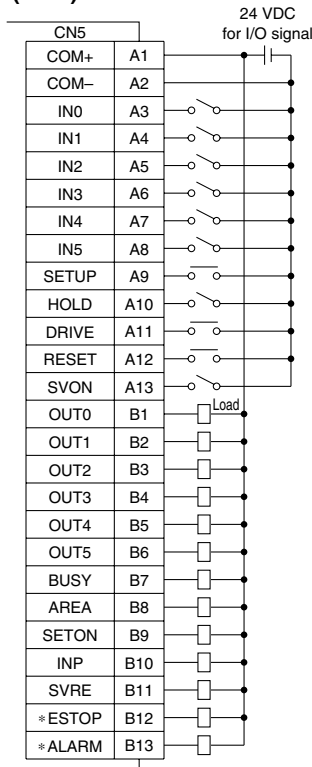 24 VDC
for I/O signal
CN5
COM+ A1
COM– A2
IN0 A3
IN1 A4
IN2 A5
IN3 A6
IN4 A7
IN5 A8
SETUP A9
HOLD A10
DRIVE A11
RESET A12
SVON A13
OUT0 B1 Load
OUT1 B2
OUT2 B3
OUT3 B4
OUT4 B5
OUT5 B6
BUSY B7
AREA B8
SETON B9
INP B10
SVRE B11
∗ESTOP B12
∗ALARM B13